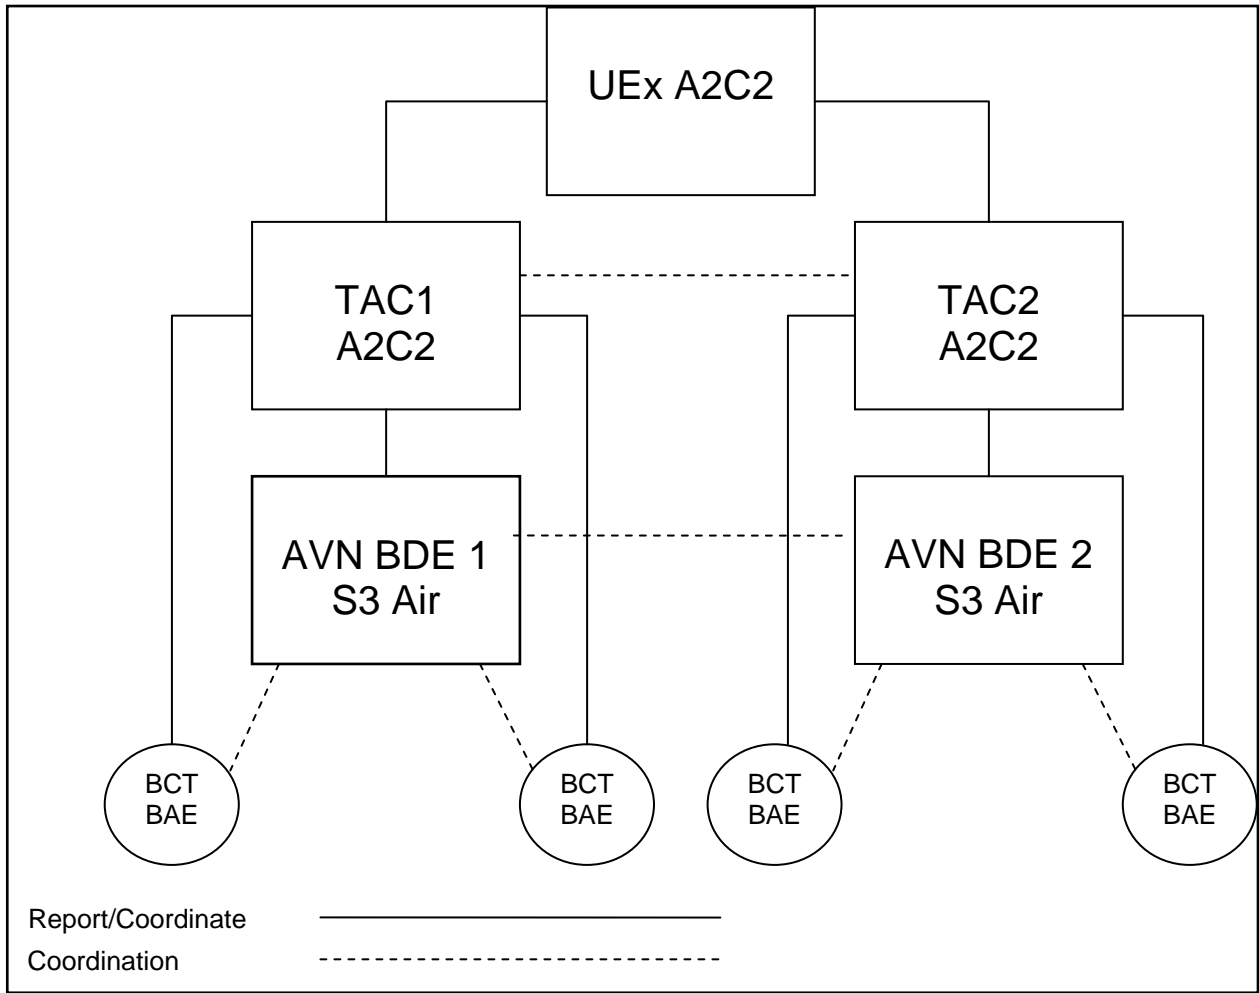 UEx A2C2
TAC1
A2C2
TAC2
A2C2
AVN BDE 1
S3 Air
AVN BDE 2
S3 Air
BCT
BAE
BCT
BAE
BCT
BAE
BCT
BAE
Report/Coordinate
Coordination